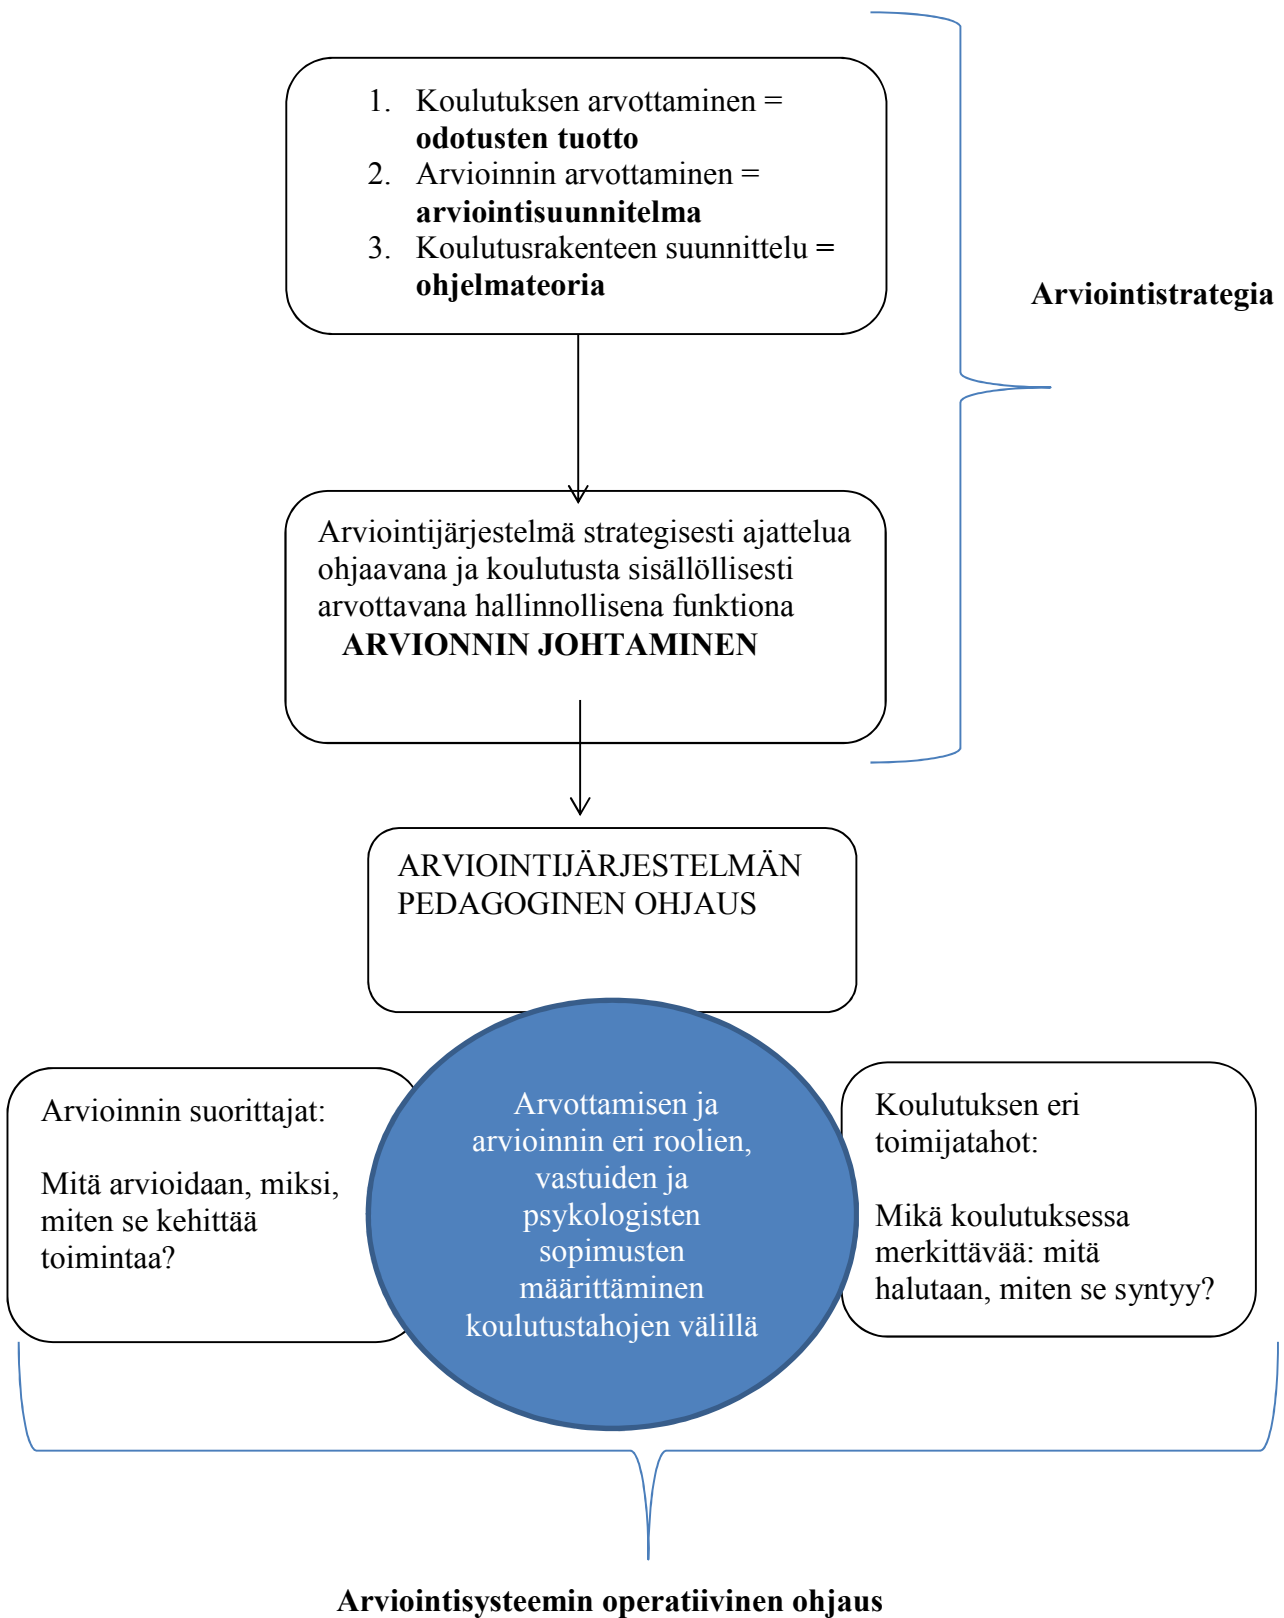 1. Koulutuksen arvottaminen =
odotusten tuotto
2. Arvioinnin arvottaminen =
arviointisuunnitelma
3. Koulutusrakenteen suunnittelu =
ohjelmateoria
Arviointistrategia
Arviointijärjestelmä strategisesti ajattelua
ohjaavana ja koulutusta sisällöllisesti
arvottavana hallinnollisena funktiona
ARVIONNIN JOHTAMINEN
ARVIOINTIJÄRJESTELMÄN
PEDAGOGINEN OHJAUS
Arvioinnin suorittajat:
Mitä arvioidaan, miksi,
miten se kehittää
toimintaa?
Arvottamisen ja
arvioinnin eri roolien,
vastuiden ja
psykologisten
sopimusten
määrittäminen
koulutustahojen välillä
Koulutuksen eri
toimijatahot:
Mikä koulutuksessa
merkittävää: mitä
halutaan, miten se syntyy?
Arviointisysteemin operatiivinen ohjaus